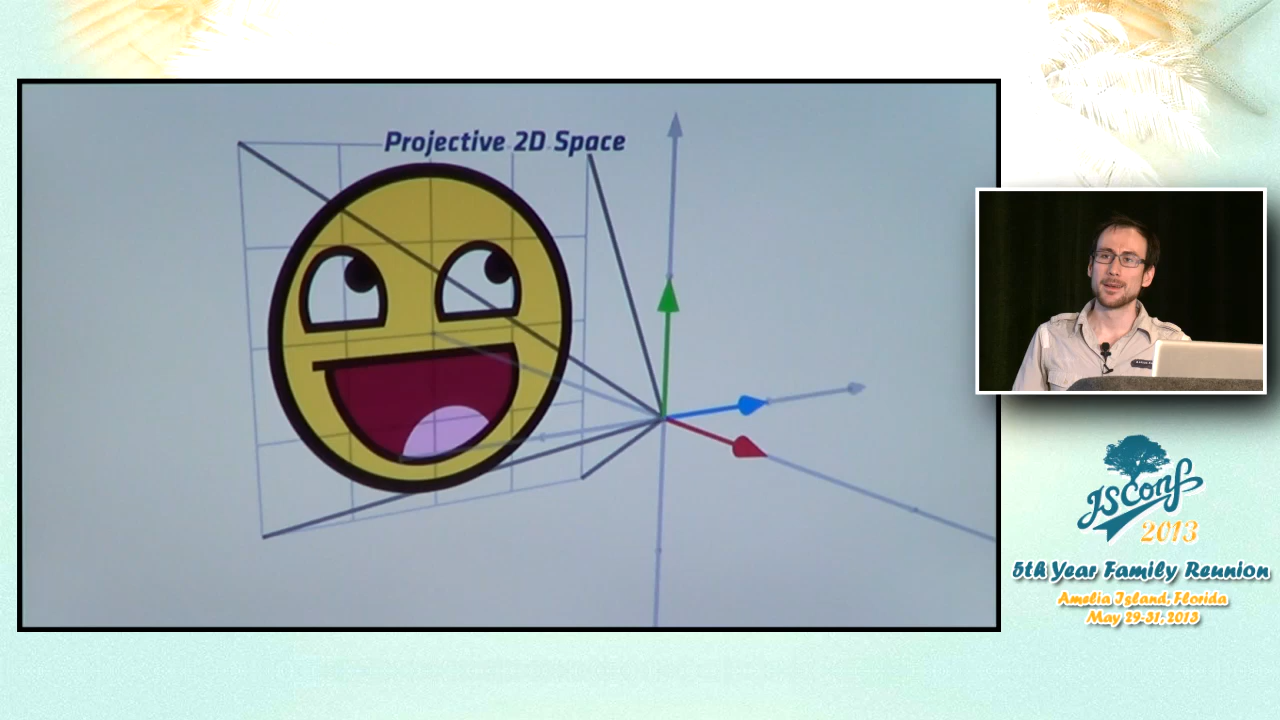 Projective 2D Space
JSConf
2013
5th Year Family Reunion
Amelia Island, Florida
May 29-31, 2013